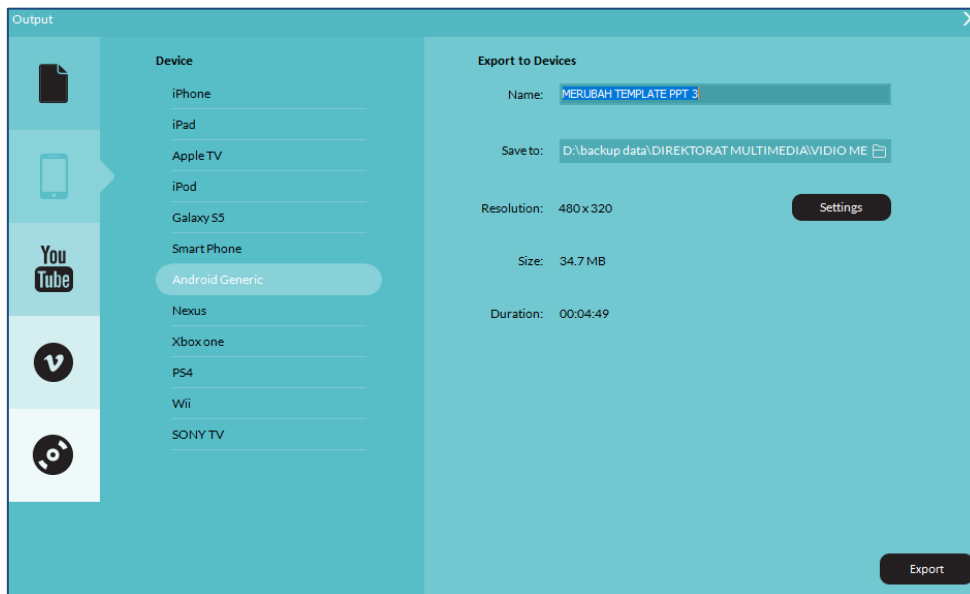 Output
You
Tube
Device
iPhone
iPad
Apple TV
iPod
Galaxy S5
Smart Phone
Android Generic
Nexus
Xbox one
PS4
Wii
SONY TV
Export to Devices
Name: MERUBAH TEMPLATE PPT 3
Save to: D:\backup data\DIREKTORAT MULTIMEDIA\VIDIO ME
Resolution: 480 x 320 Settings
Size: 34.7 MB
Duration: 00:04:49
Export